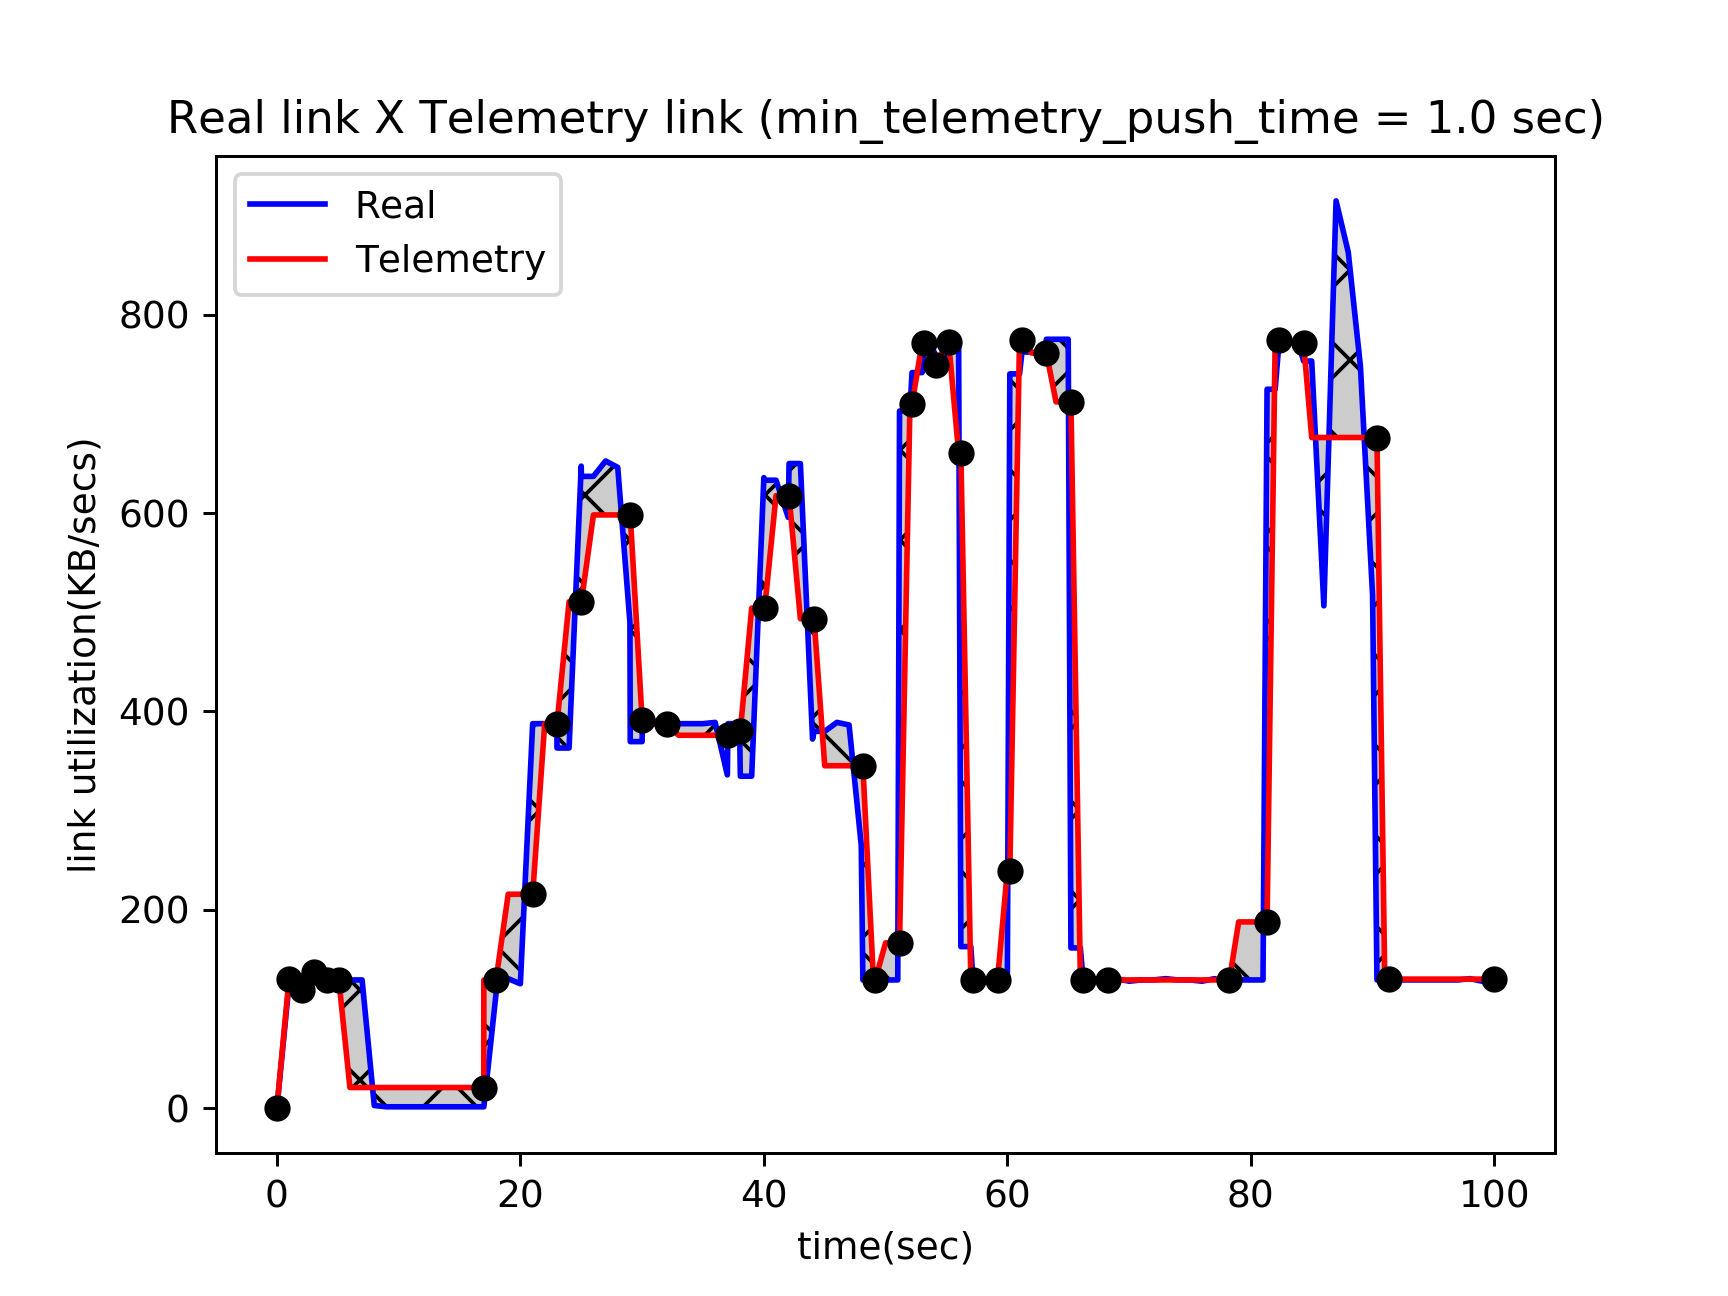 Real link X Telemetry link (min_telemetry_push_time = 1.0 sec)
Real
Telemetry
800
600
400
200
0
link utilization(KB/secs)
0 20 40 60 80 100
time(sec)